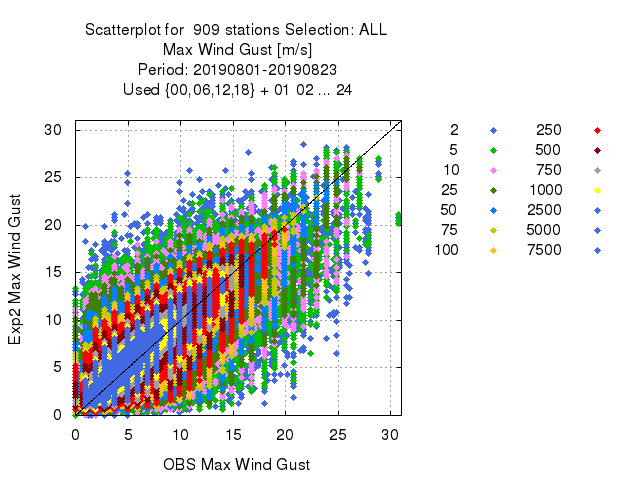 Scatterplot for 909 stations Selection: ALL
Max Wind Gust [m/s]
Period: 20190801-20190823
Used {00,06,12,18} + 01 02 ... 24
Exp2 Max Wind Gust
30
25
20
15
10
5
0
0 5 10 15 20 25 30
OBS Max Wind Gust
2 250
5 500
10 750
25 1000
50 2500
75 5000
100 7500